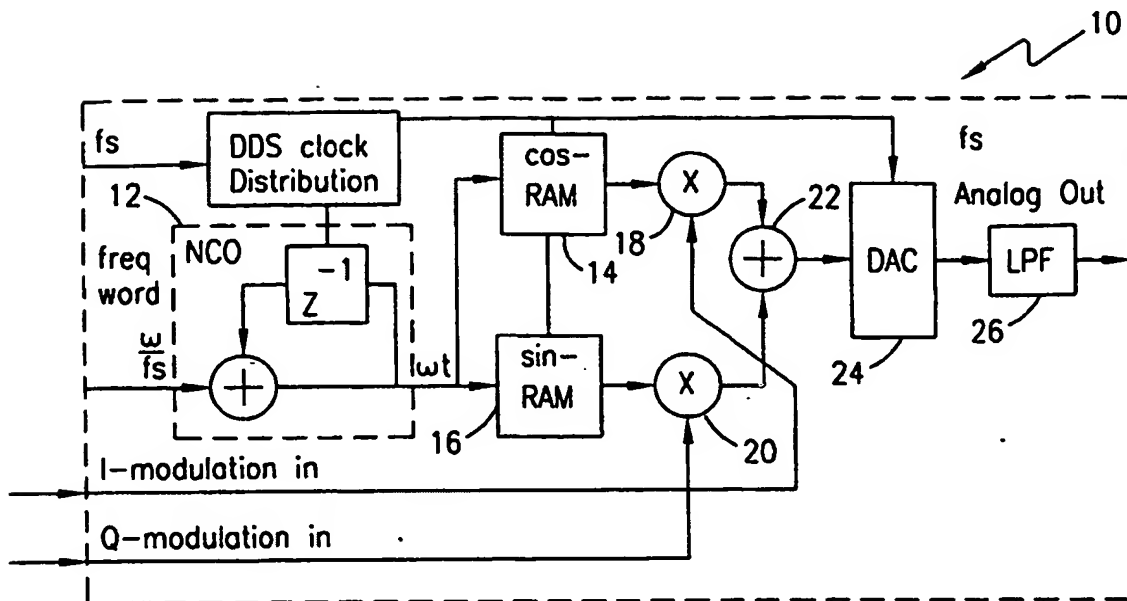 10
fs
DDS clock
Distribution
cos-
RAM
X
fs
Analog Out
12
NCO
freq
word
Z -1
14
18
22
+
DAC
LPF
26
ω/fs
+
ωt
sin-
RAM
X
24
16
20
I-modulation in
Q-modulation in